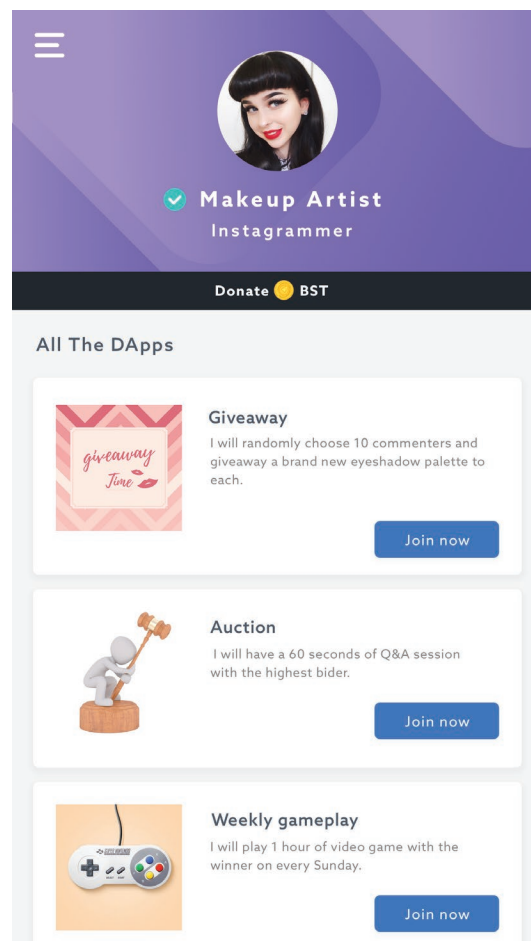 Makeup Artist
Instagrammer
Donate BST
All The DApps
giveaway
Time
Giveaway
I will randomly choose 10 commenters and
giveaway a brand new eyeshadow palette to
each.
Join now
Auction
I will have a 60 seconds of Q&A session
with the highest bider.
Join now
Weekly gameplay
I will play 1 hour of video game with the
winner on every Sunday.
Join now